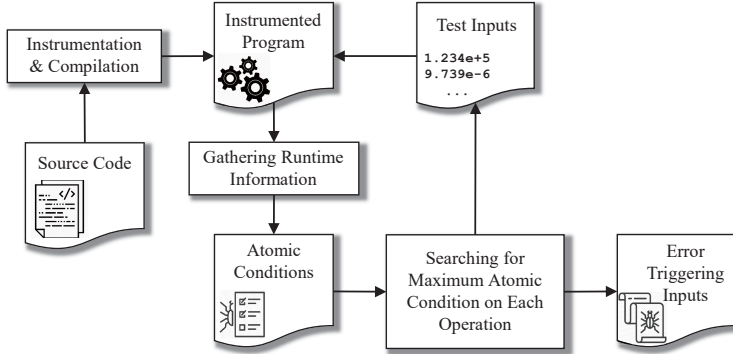 Instrumentation
& Compilation
Instrumented
Program
Test Inputs
1.234e+5
9.739e-6
...
Source Code
</>
Gathering Runtime
Information
Atomic
Conditions
Searching for
Maximum Atomic
Condition on Each
Operation
Error
Triggering
Inputs